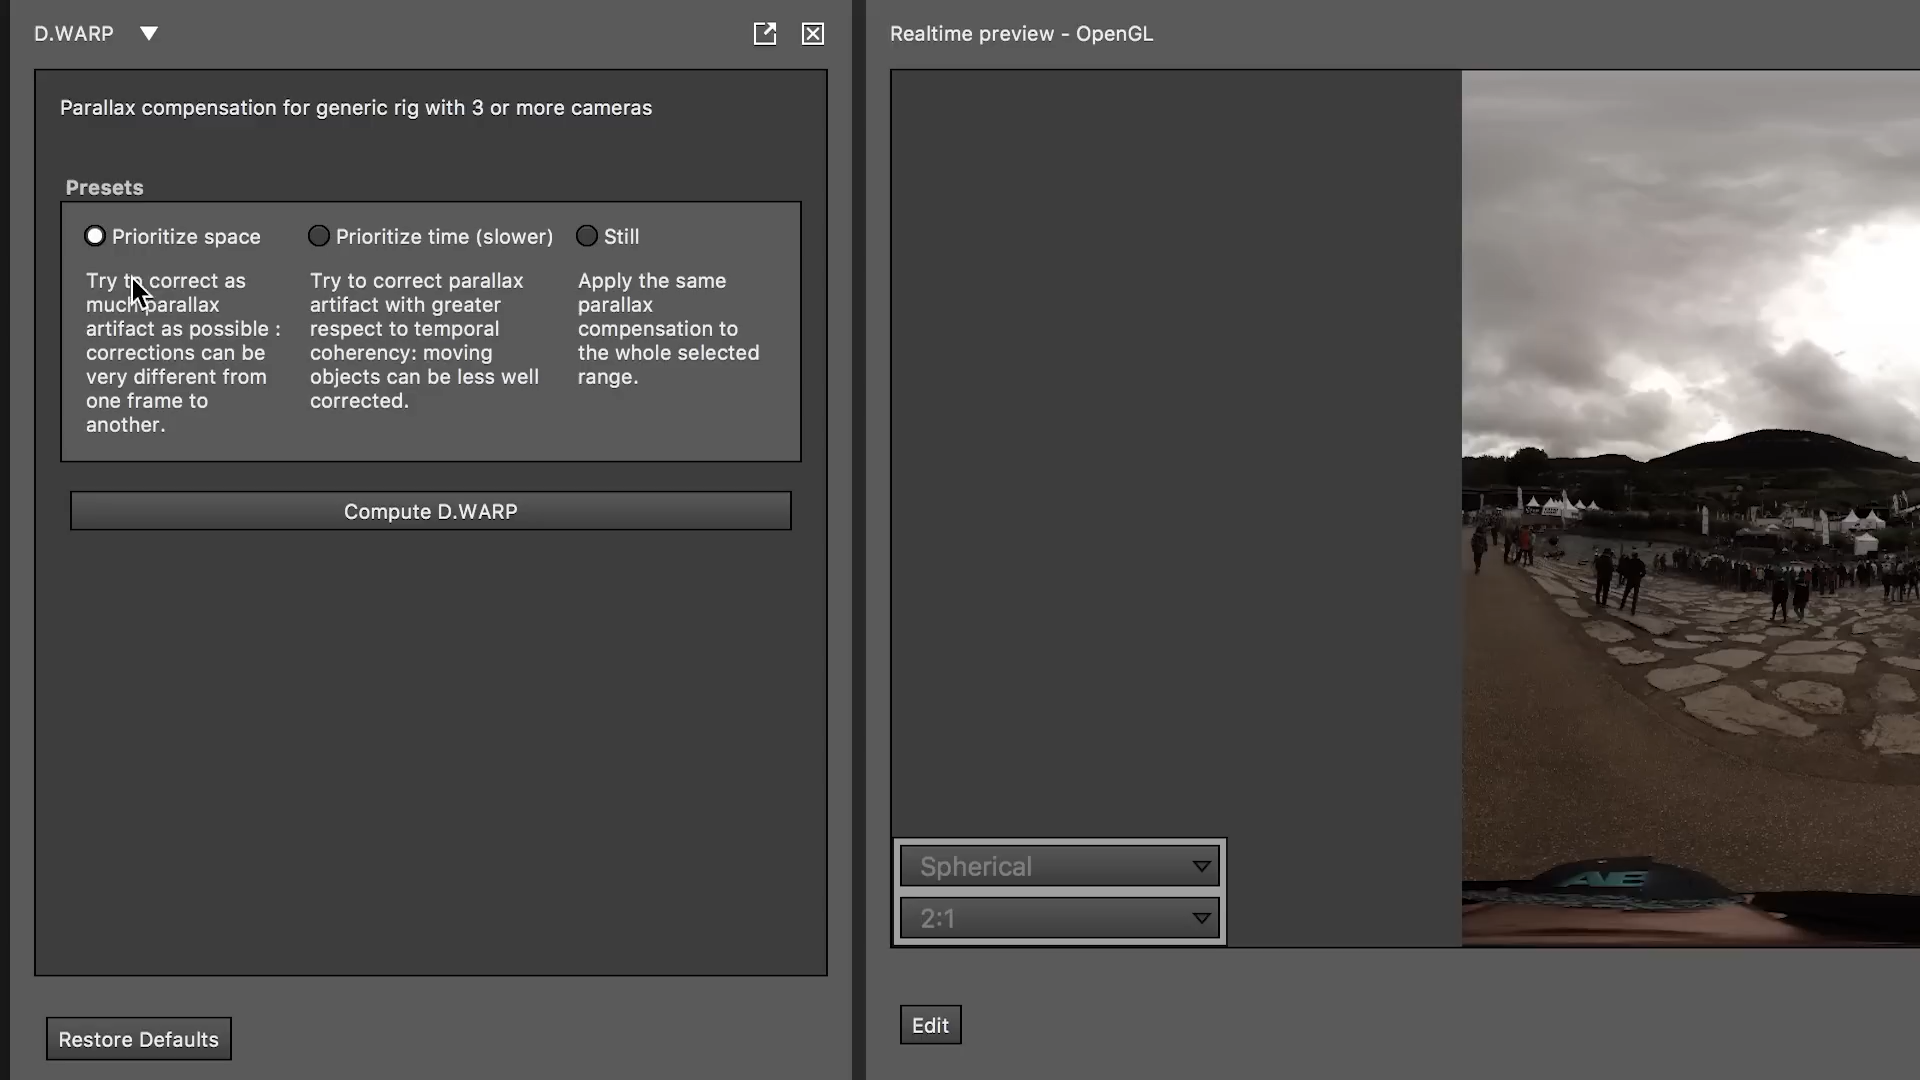 D.WARP
Realtime preview - OpenGL
Parallax compensation for generic rig with 3 or more cameras
Presets
Prioritize space
Try to correct as
much parallax
artifact as possible :
corrections can be
very different from
one frame to
another.
Prioritize time (slower)
Try to correct parallax
artifact with greater
respect to temporal
coherency: moving
objects can be less well
corrected.
Still
Apply the same
parallax
compensation to
the whole selected
range.
Compute D.WARP
Spherical
2:1
Restore Defaults
Edit